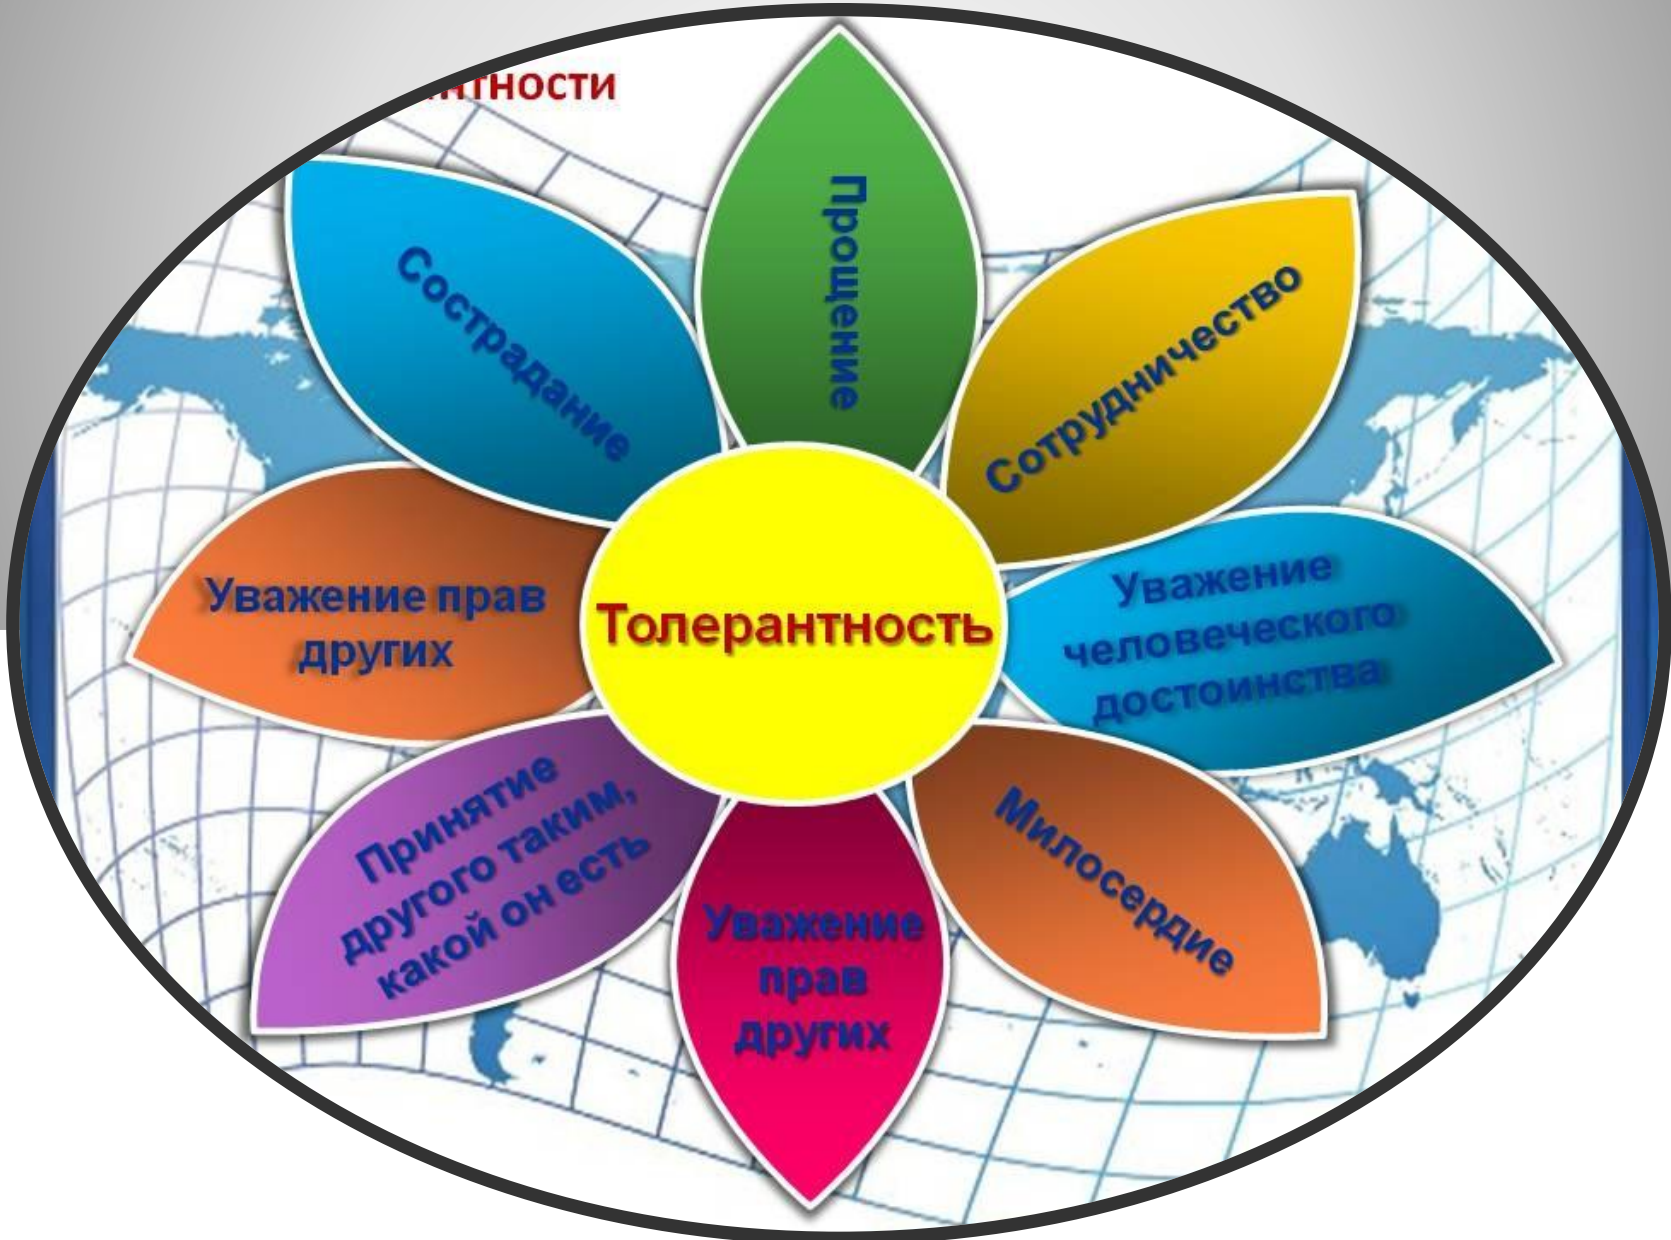 Прощение
Сотрудничество
Уважение
человеческого
достоинства
Милосердие
Уважение
прав
других
Принятие
другого таким,
какой он есть
Уважение прав
других
Сострадание
Толерантность